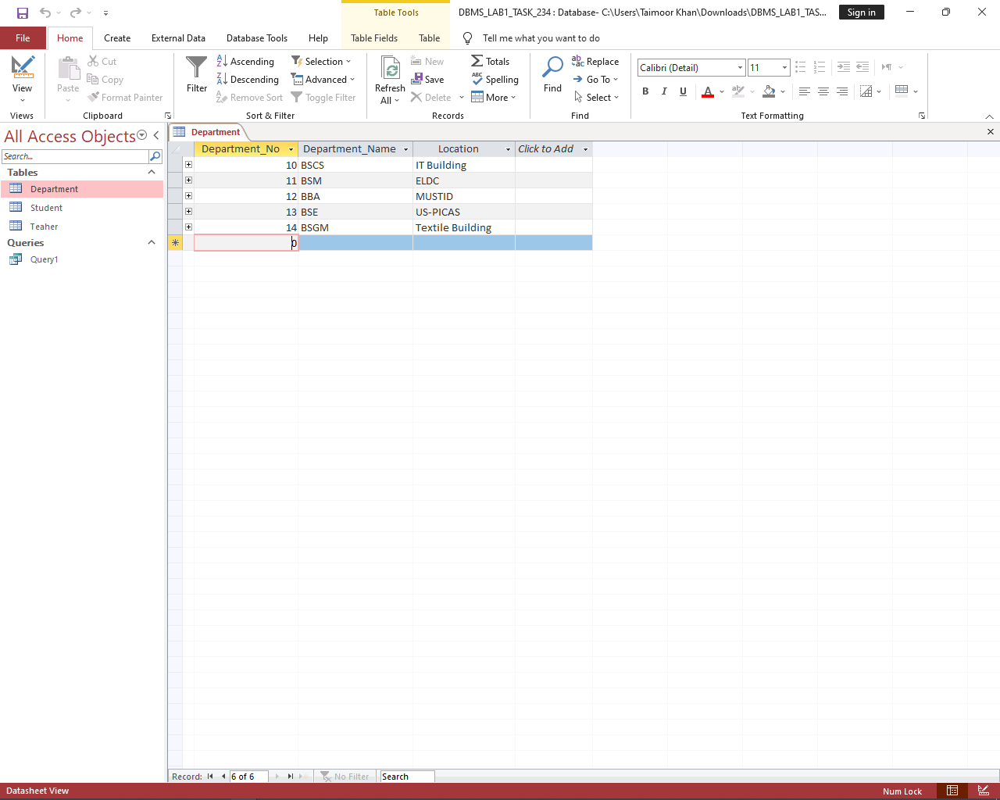 Table Tools
DBMS_LAB1_TASK_234 : Database- C:\Users\Taimoor Khan\Downloads\DBMS_LAB1_TAS...
Sign in
File Home Create External Data Database Tools Help Table Fields Table Tell me what you want to do
View
Views
Paste
Cut
Copy
Format Painter
Clipboard
Filter
Ascending
Descending
Remove Sort
Selection
Advanced
Toggle Filter
Sort & Filter
Refresh
All
New
Save
Delete
Totals
Spelling
More
Records
Find
Replace
Go To
Select
Find
Calibri (Detail) 11
B I U
Text Formatting
All Access Objects
Search...
Tables
Department
Student
Teaher
Queries
Query1
Department
Department_No Department_Name Location Click to Add
10 BSCS IT Building
11 BSM ELDC
12 BBA MUSTID
13 BSE US-PICAS
14 BSGM Textile Building
0
Record: 6 of 6 No Filter Search
Datasheet View Num Lock